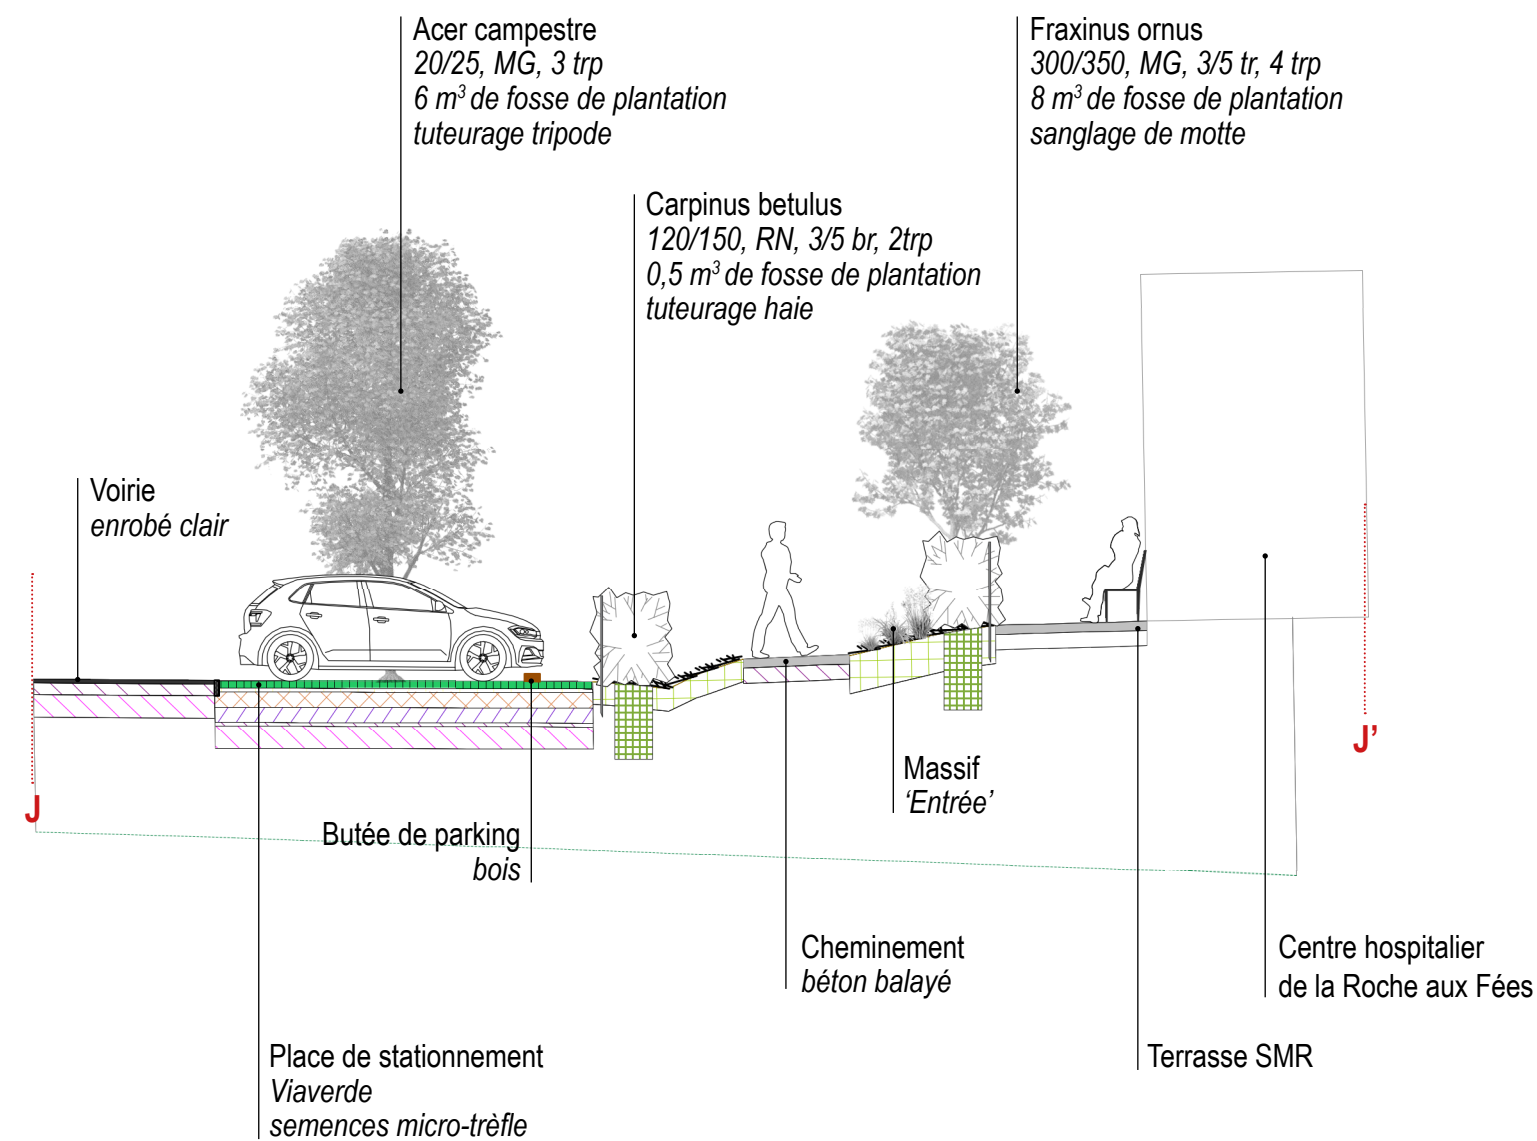 Acer campestre
20/25, MG, 3 trp
6 m³ de fosse de plantation
tuteurage tripode
Fraxinus ornus
300/350, MG, 3/5 tr, 4 trp
8 m³ de fosse de plantation
sanglage de motte
Carpinus betulus
120/150, RN, 3/5 br, 2trp
0,5 m³ de fosse de plantation
tuteurage haie
Voirie
enrobé clair
J
J’
Butée de parking
bois
Massif
‘Entrée’
Cheminement
béton balayé
Centre hospitalier
de la Roche aux Fées
Place de stationnement
Viaverde
semences micro-trèfle
Terrasse SMR